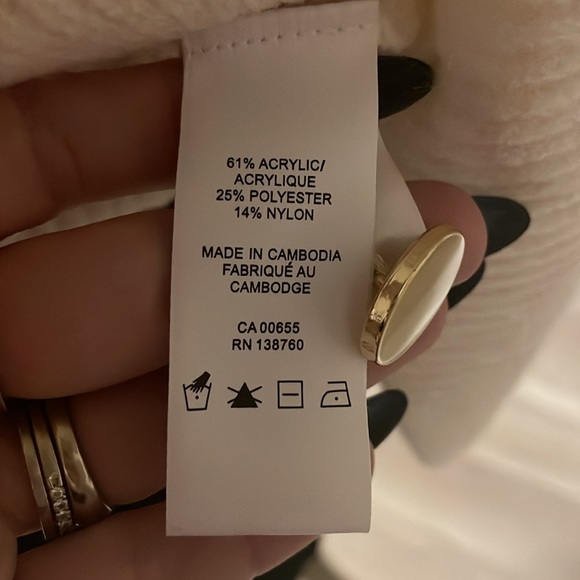 61% ACRYLIC/
ACRYLIQUE
25% POLYESTER
14% NYLON
MADE IN CAMBODIA
FABRIQUÉ AU
CAMBODGE
CA 00655
RN 138760